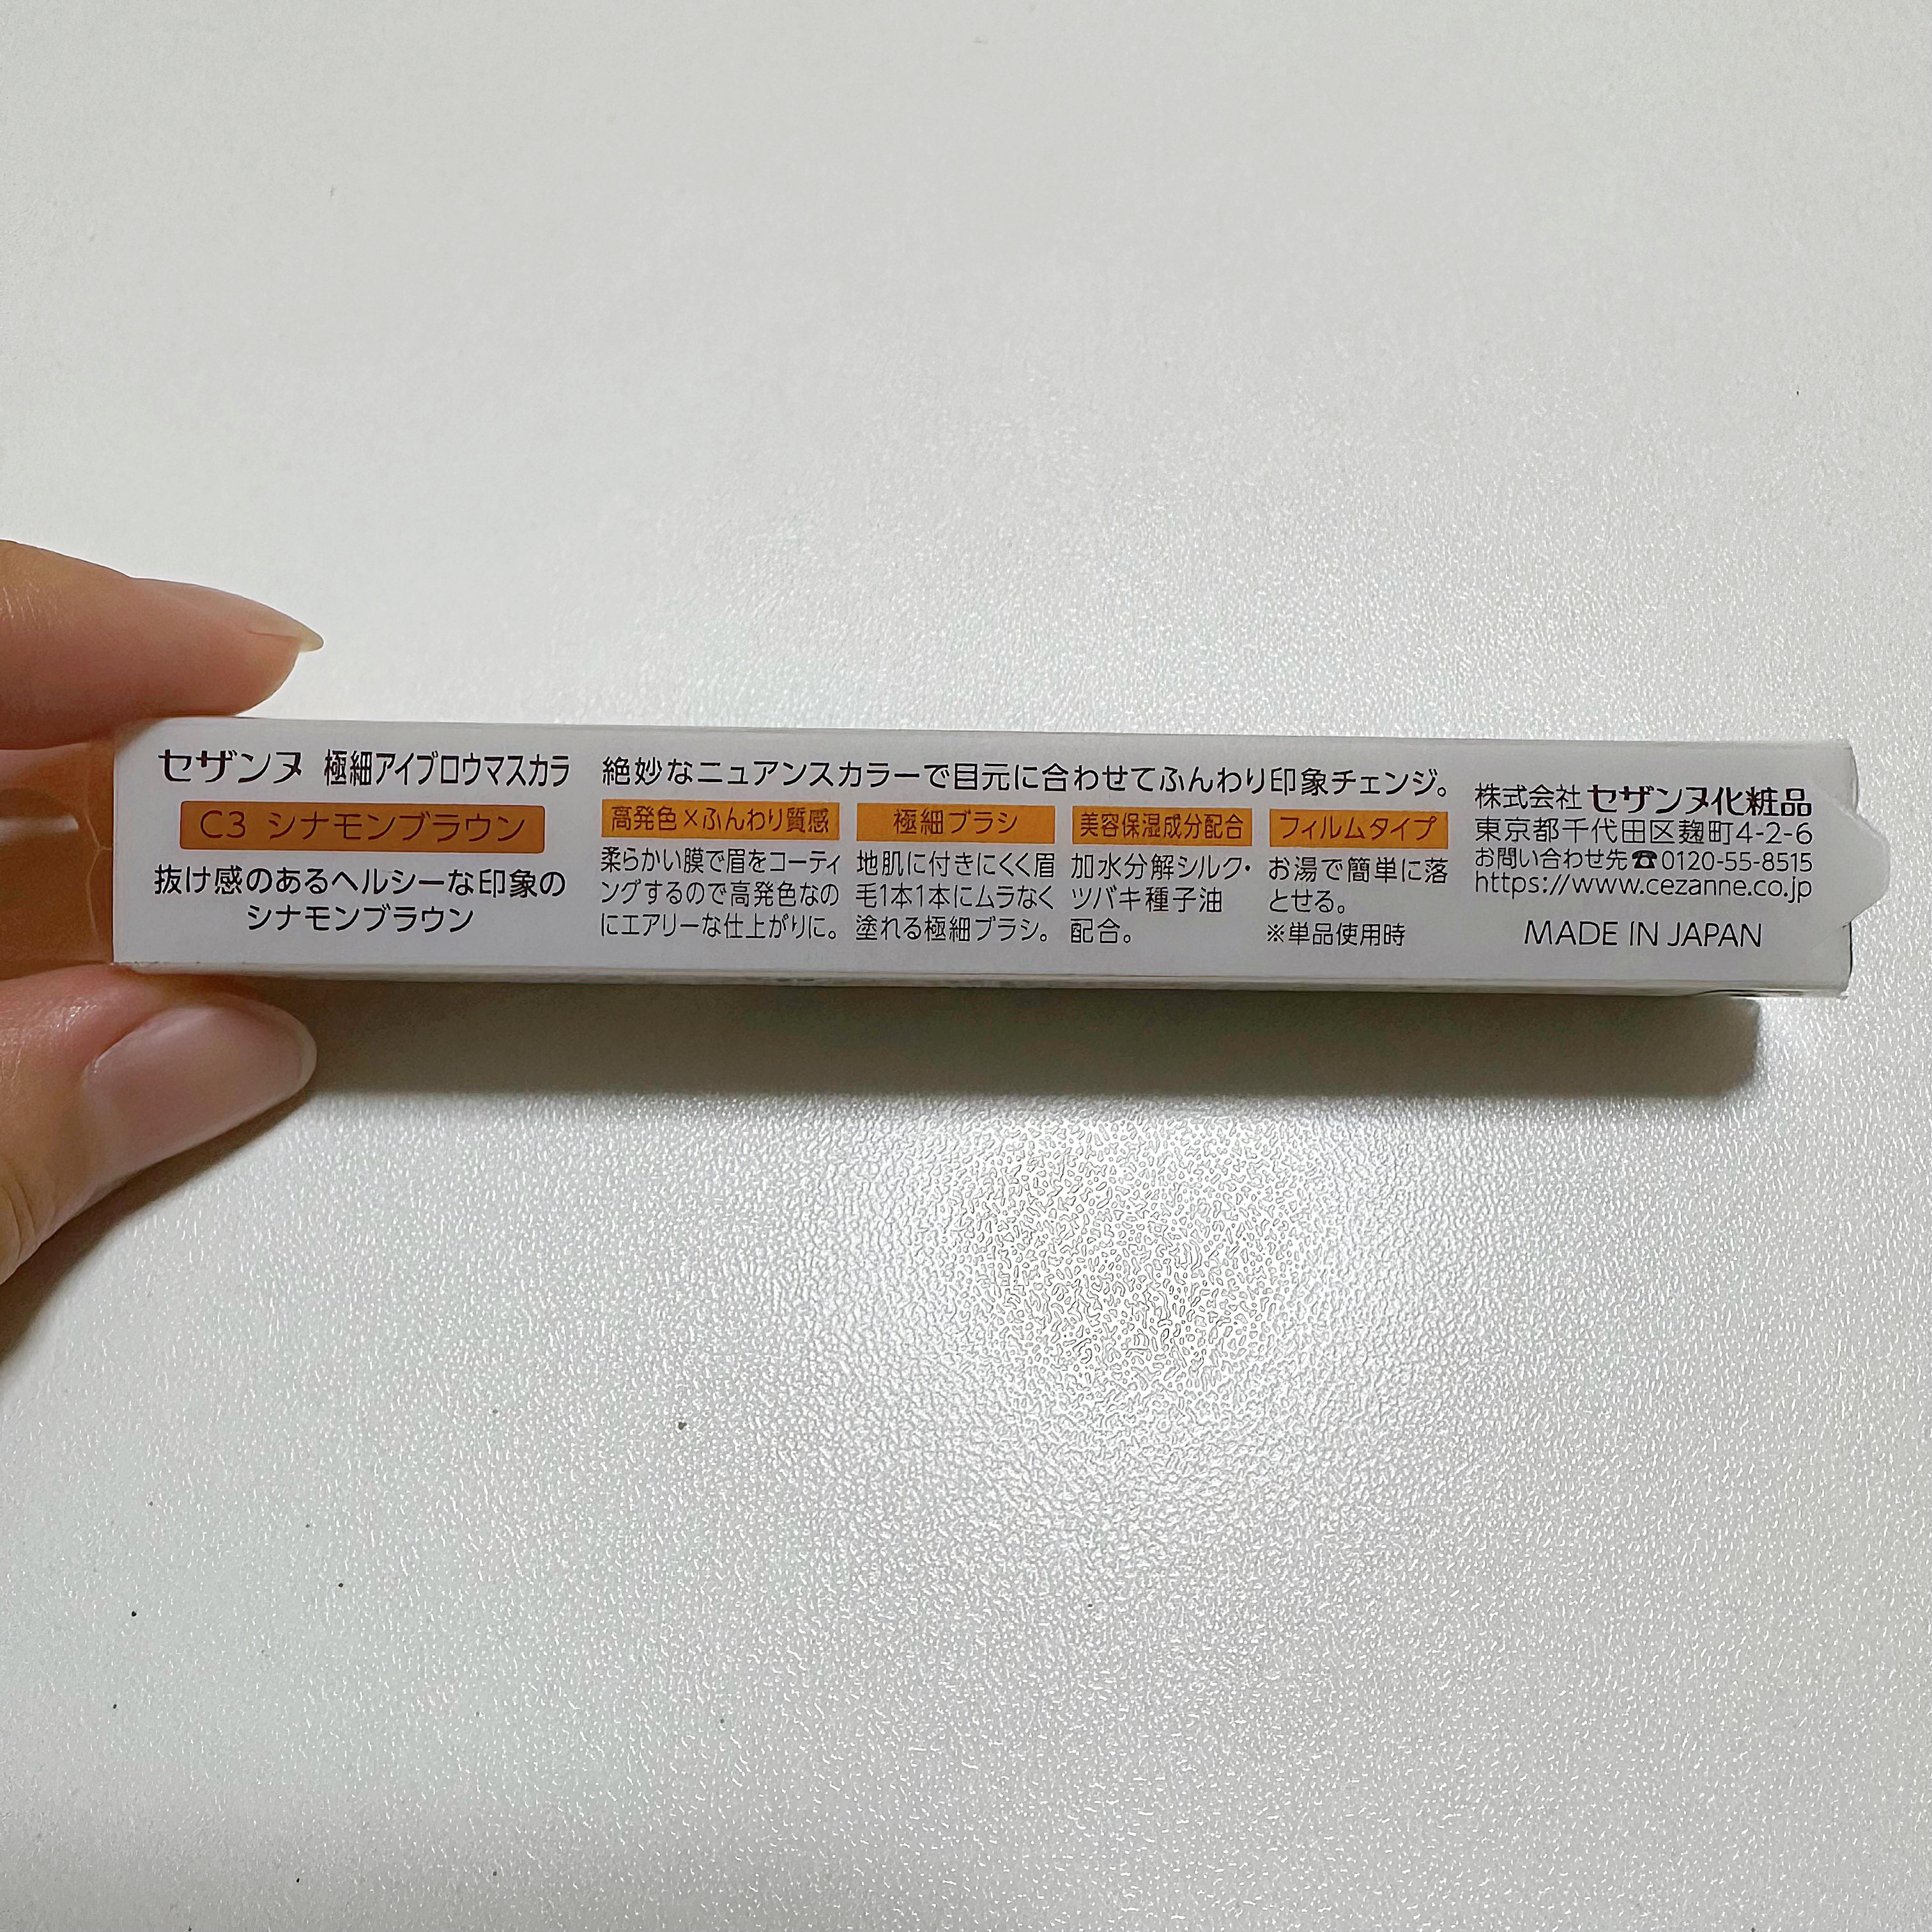 セザンヌ 極細アイブロウマスカラ
C3 シナモンブラウン
抜け感のあるヘルシーな印象の
シナモンブラウン
絶妙なニュアンスカラーで目元に合わせてふんわり印象チェンジ。
高発色×ふんわり質感
柔らかい膜で眉をコーティ
ングするので高発色なの
にエアリーな仕上がりに。
極細ブラシ
地肌に付きにくく眉
毛1本1本にムラなく
塗れる極細ブラシ。
美容保湿成分配合
加水分解シルク・
ツバキ種子油
配合。
フィルムタイプ
お湯で簡単に落
とせる。
※単品使用時
株式会社 セザンヌ化粧品
東京都千代田区麹町4-2-6
お問い合わせ先☎0120-55-8515
https://www.cezanne.co.jp
MADE IN JAPAN